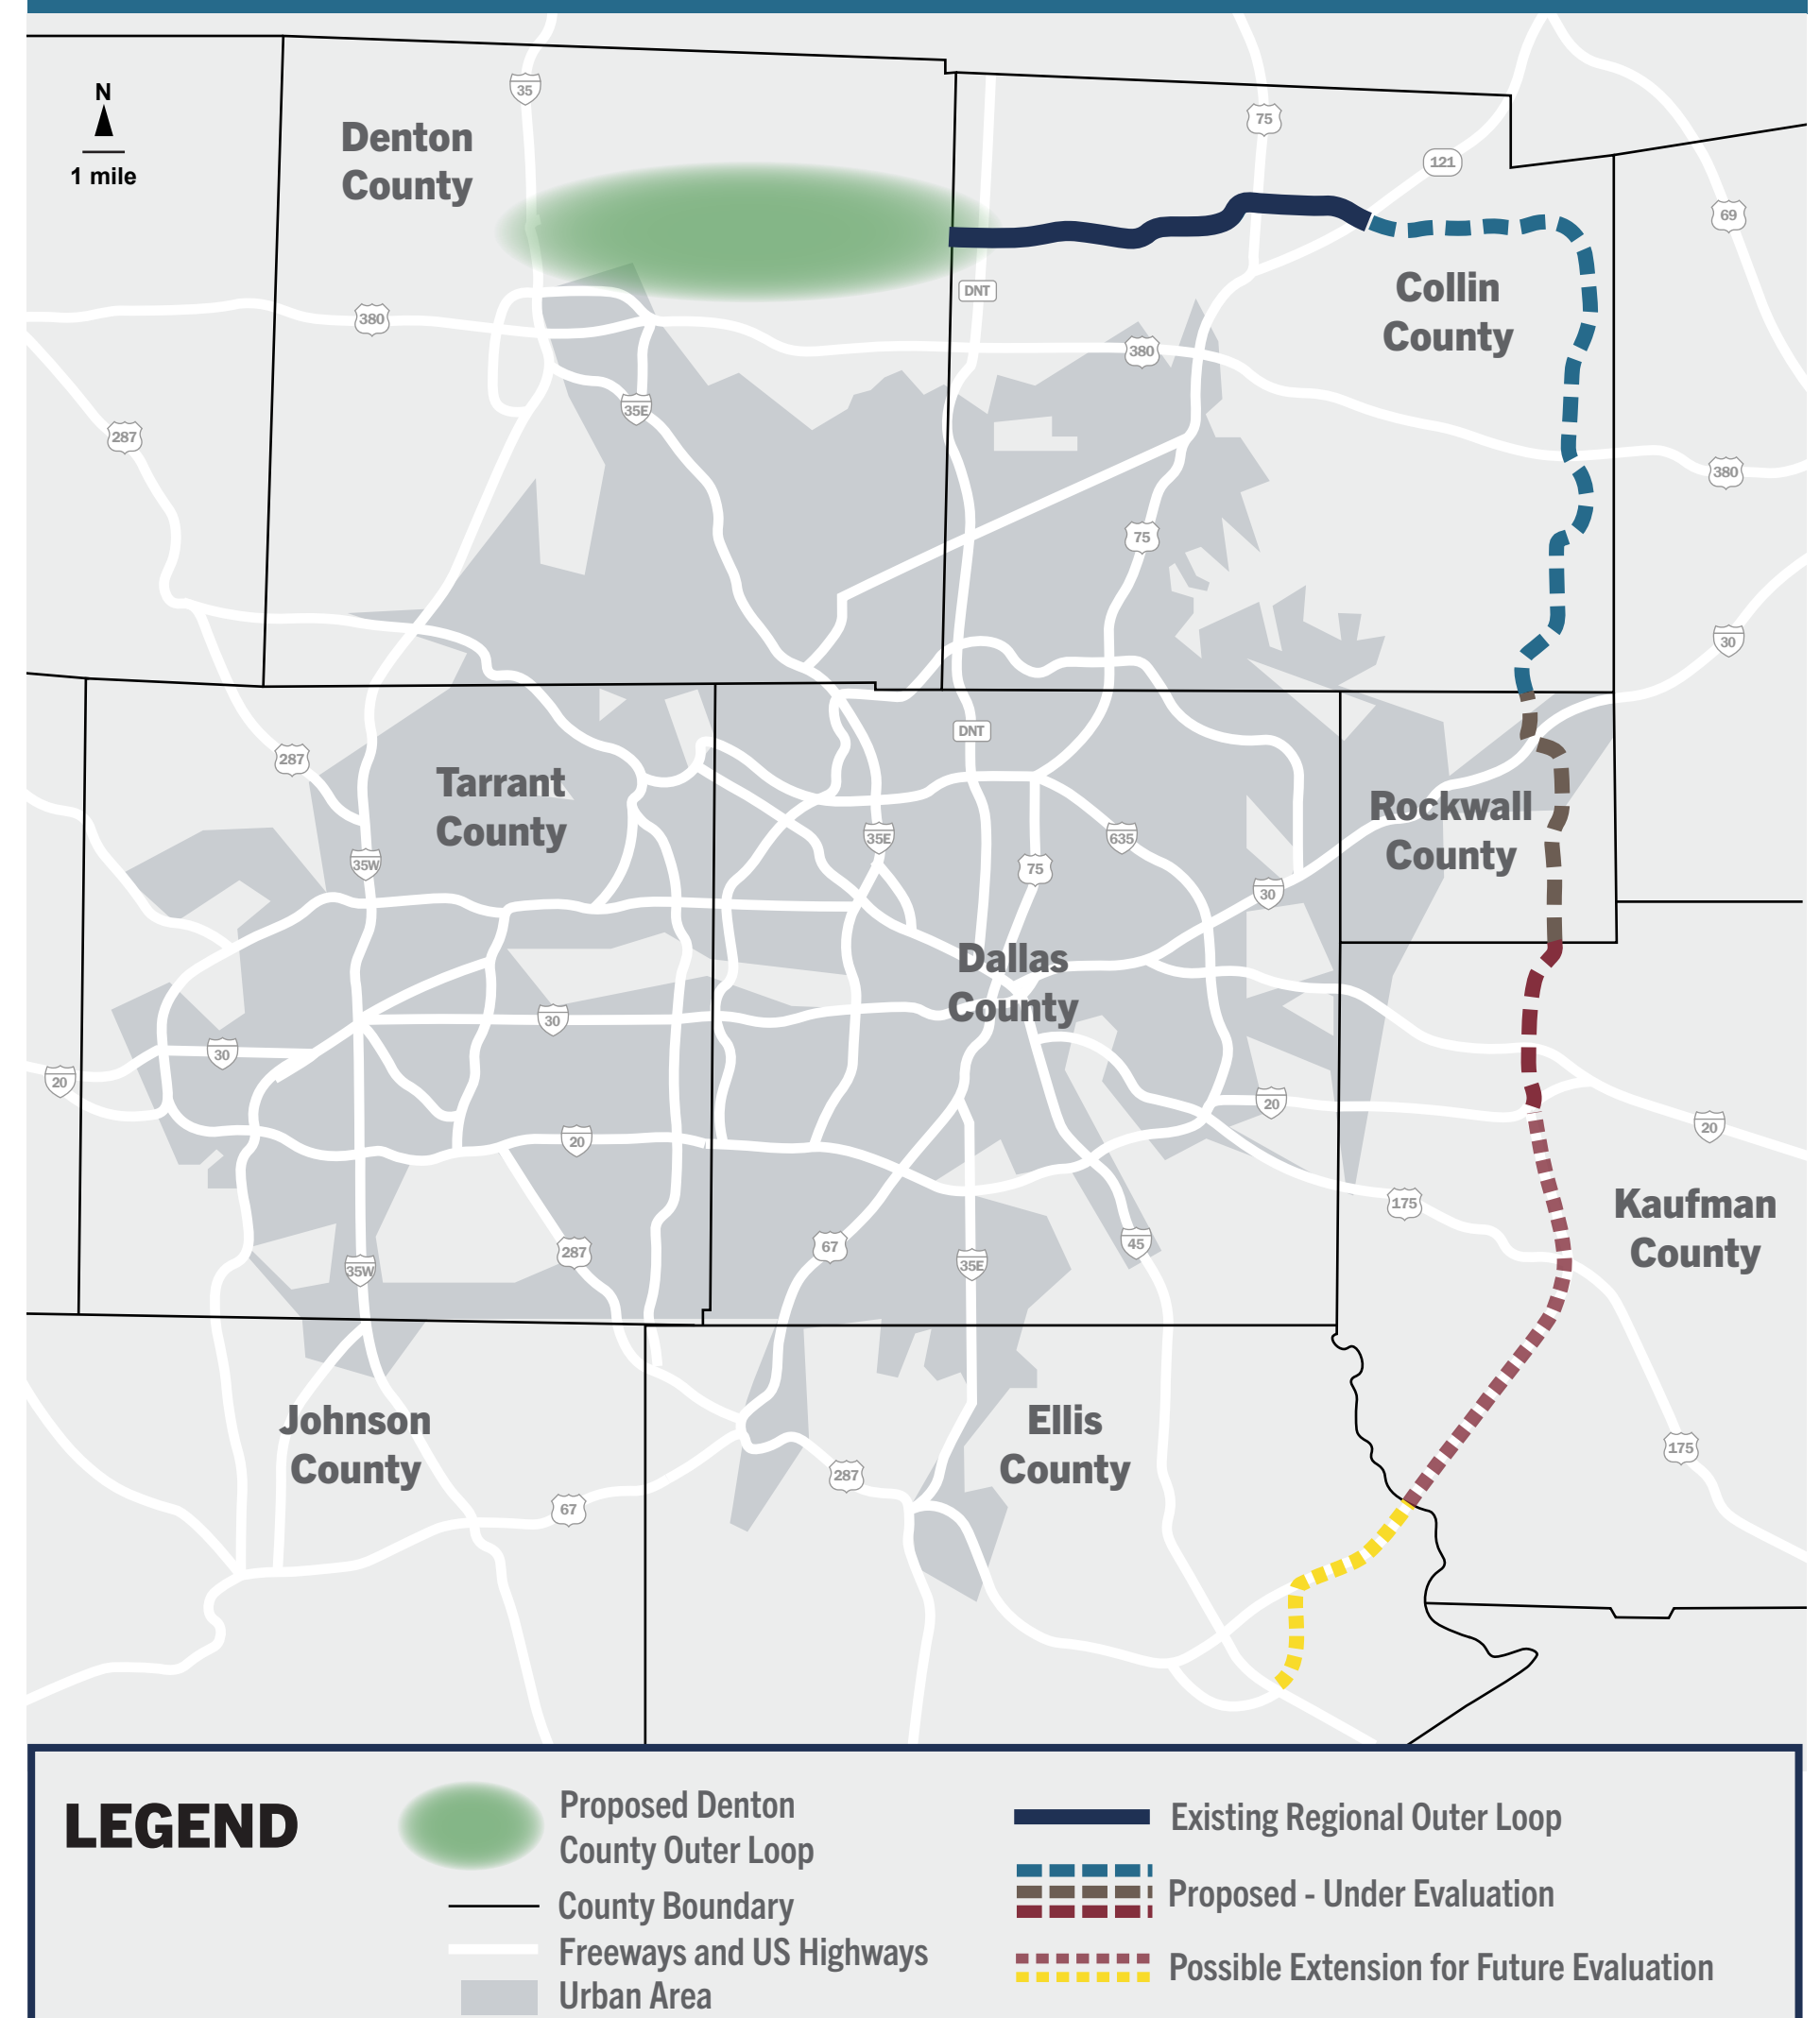 N
1 mile
35
Denton
County
75
121
69
Collin
County
DNT
380
380
35E
287
380
75
30
DNT
287
Tarrant
County
Rockwall
County
35E
635
35W
75
30
Dallas
County
30
30
20
20
20
20
Kaufman
County
175
67
45
287
35E
35W
Johnson
County
Ellis
County
175
287
67
LEGEND
Proposed Denton
County Outer Loop
County Boundary
Freeways and US Highways
Urban Area
Existing Regional Outer Loop
Proposed - Under Evaluation
Possible Extension for Future Evaluation